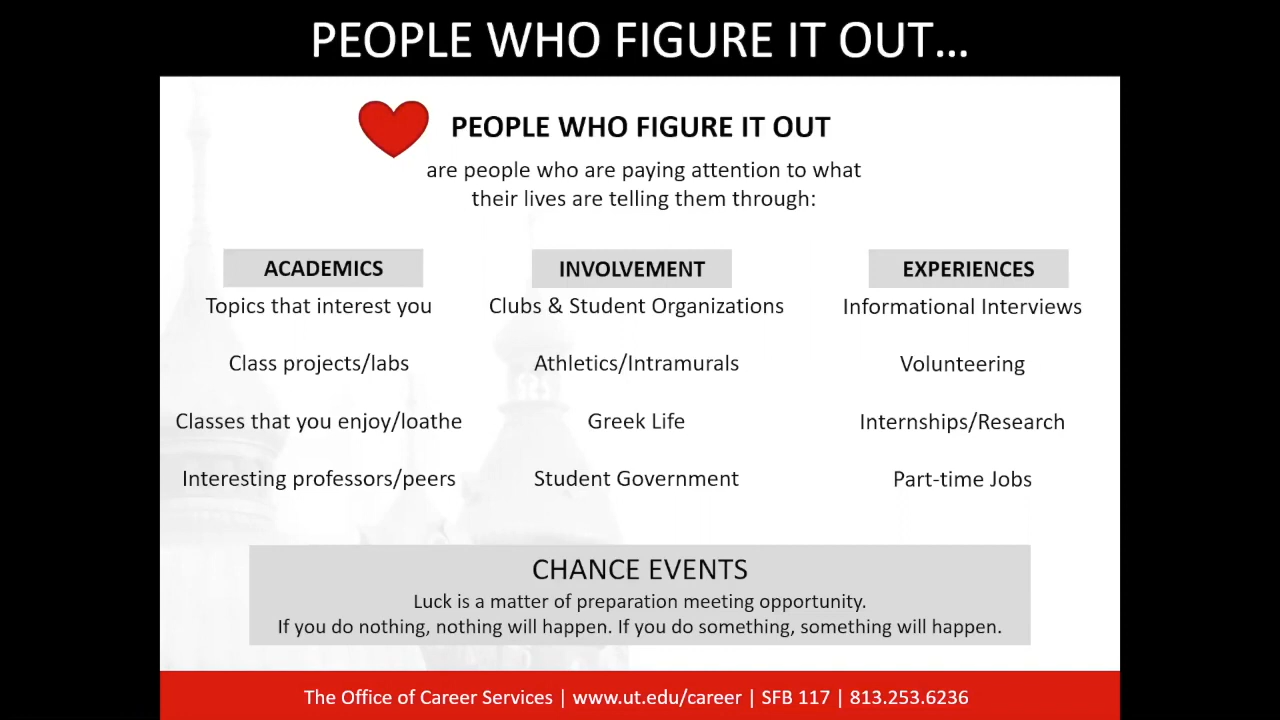 PEOPLE WHO FIGURE IT OUT…
PEOPLE WHO FIGURE IT OUT
are people who are paying attention to what
their lives are telling them through:
ACADEMICS
Topics that interest you
Class projects/labs
Classes that you enjoy/loathe
Interesting professors/peers
INVOLVEMENT
Clubs & Student Organizations
Athletics/Intramurals
Greek Life
Student Government
EXPERIENCES
Informational Interviews
Volunteering
Internships/Research
Part-time Jobs
CHANCE EVENTS
Luck is a matter of preparation meeting opportunity.
If you do nothing, nothing will happen. If you do something, something will happen.
The Office of Career Services | www.ut.edu/career | SFB 117 | 813.253.6236